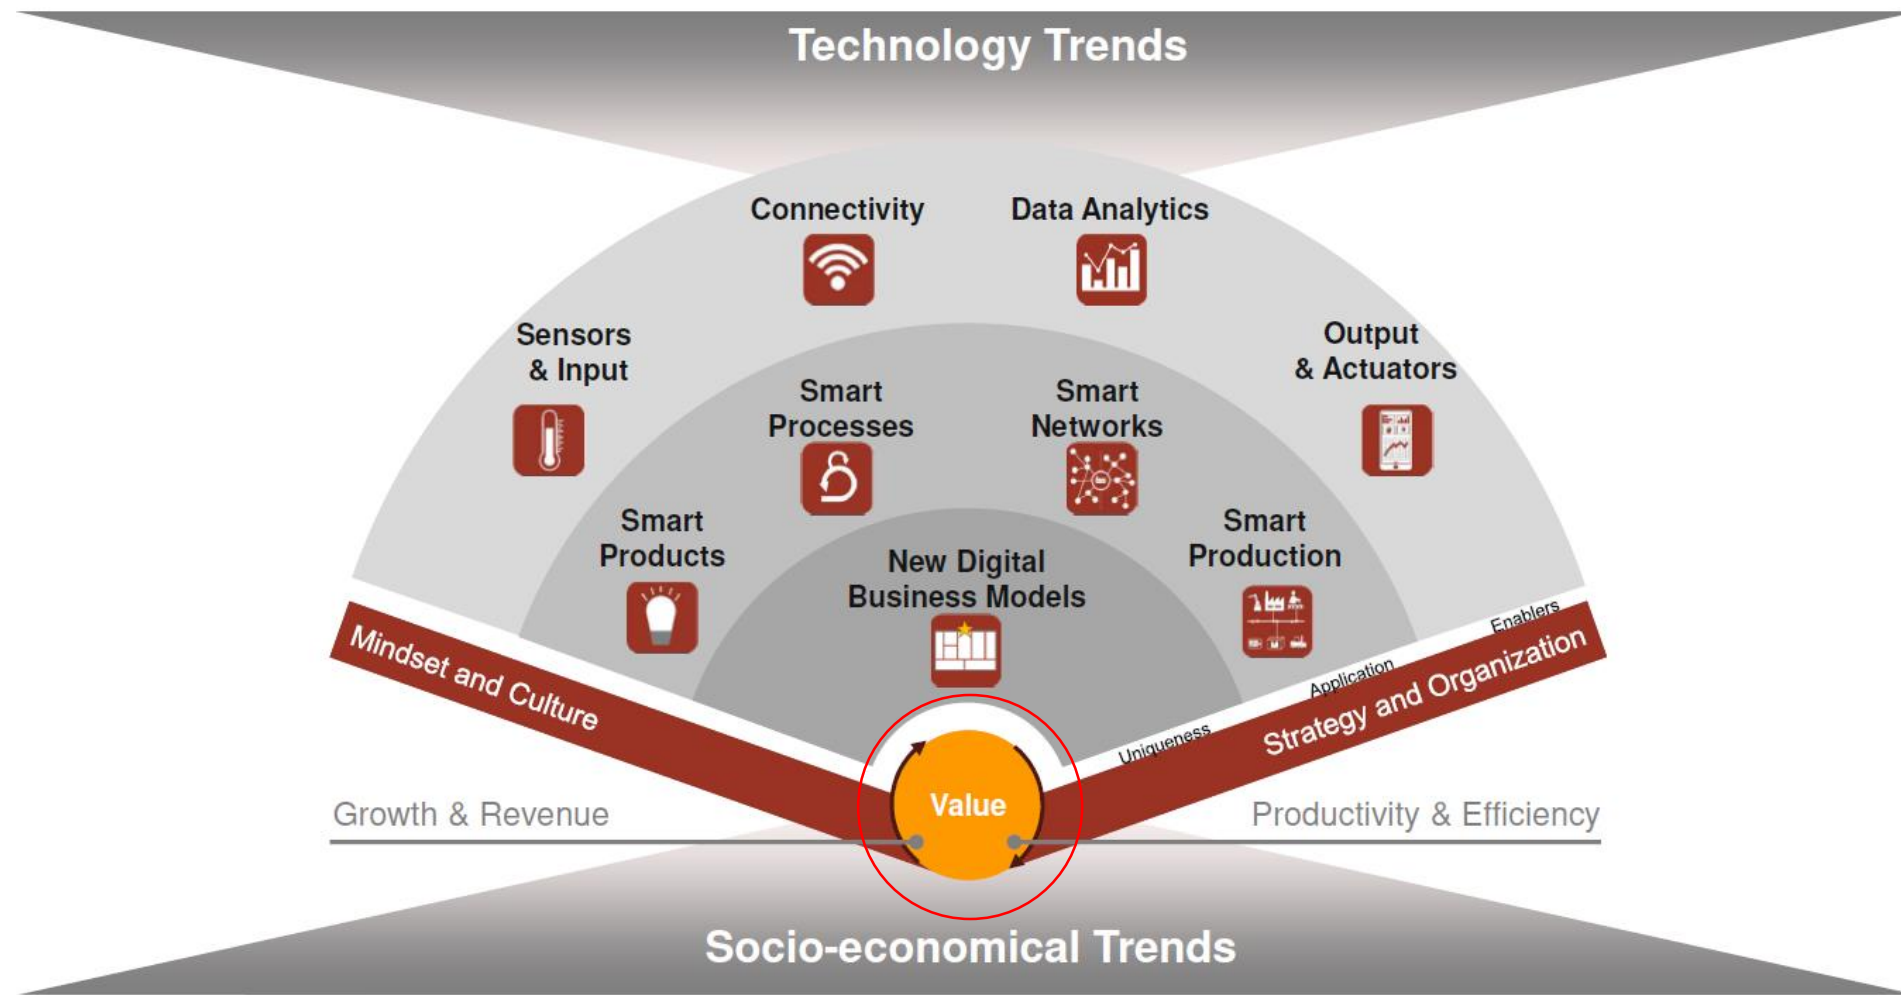 Technology Trends
Connectivity
Data Analytics
Sensors
& Input
Output
& Actuators
Smart
Processes
Smart
Networks
Smart
Products
Smart
Production
New Digital
Business Models
Enablers
Application
Uniqueness
Mindset and Culture
Strategy and Organization
Value
Growth & Revenue
Productivity & Efficiency
Socio-economical Trends